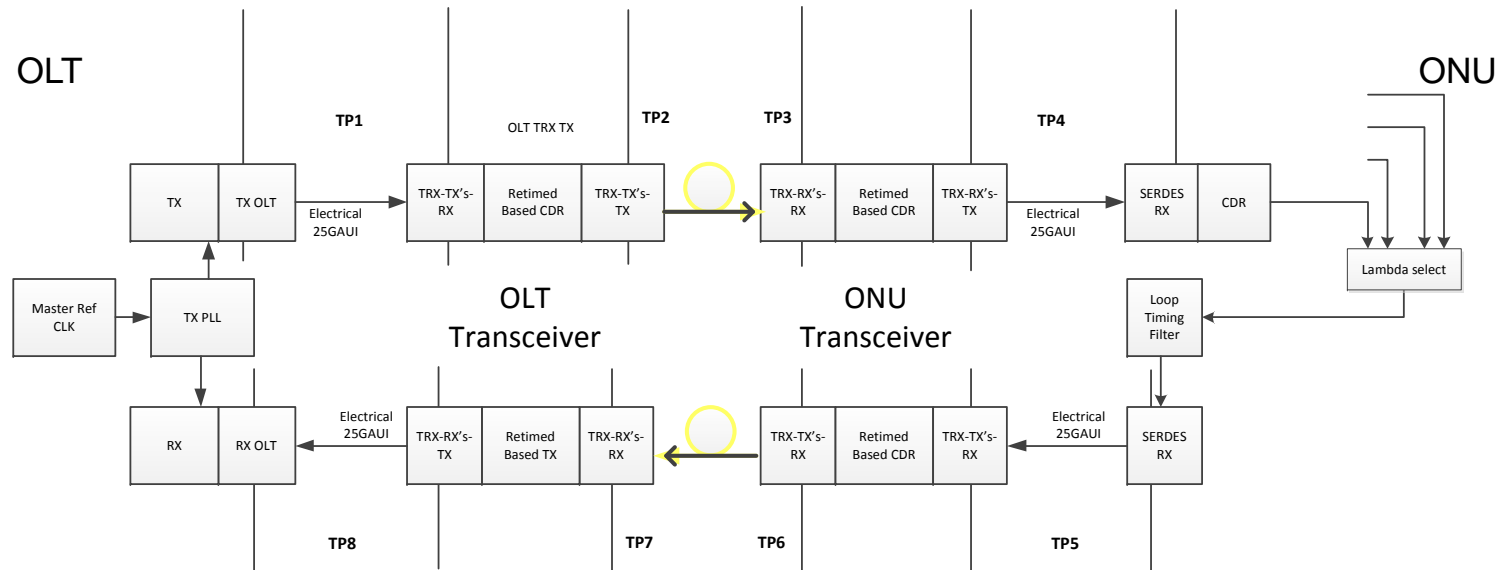 OLT
ONU
TP1
OLT TRX TX
TP2
TP3
TP4
TX
TX OLT
Electrical
25GAUI
TRX-TX's-
RX
Retimed
Based CDR
TRX-TX's-
TX
TRX-RX's-
RX
Retimed
Based CDR
TRX-RX's-
TX
Electrical
25GAUI
SERDES
RX
CDR
Lambda select
Master Ref
CLK
TX PLL
OLT
Transceiver
ONU
Transceiver
Loop
Timing
Filter
RX
RX OLT
Electrical
25GAUI
TRX-RX's-
TX
Retimed
Based TX
TRX-RX's-
RX
TRX-TX's-
RX
Retimed
Based CDR
TRX-TX's-
RX
Electrical
25GAUI
SERDES
RX
TP8
TP7
TP6
TP5